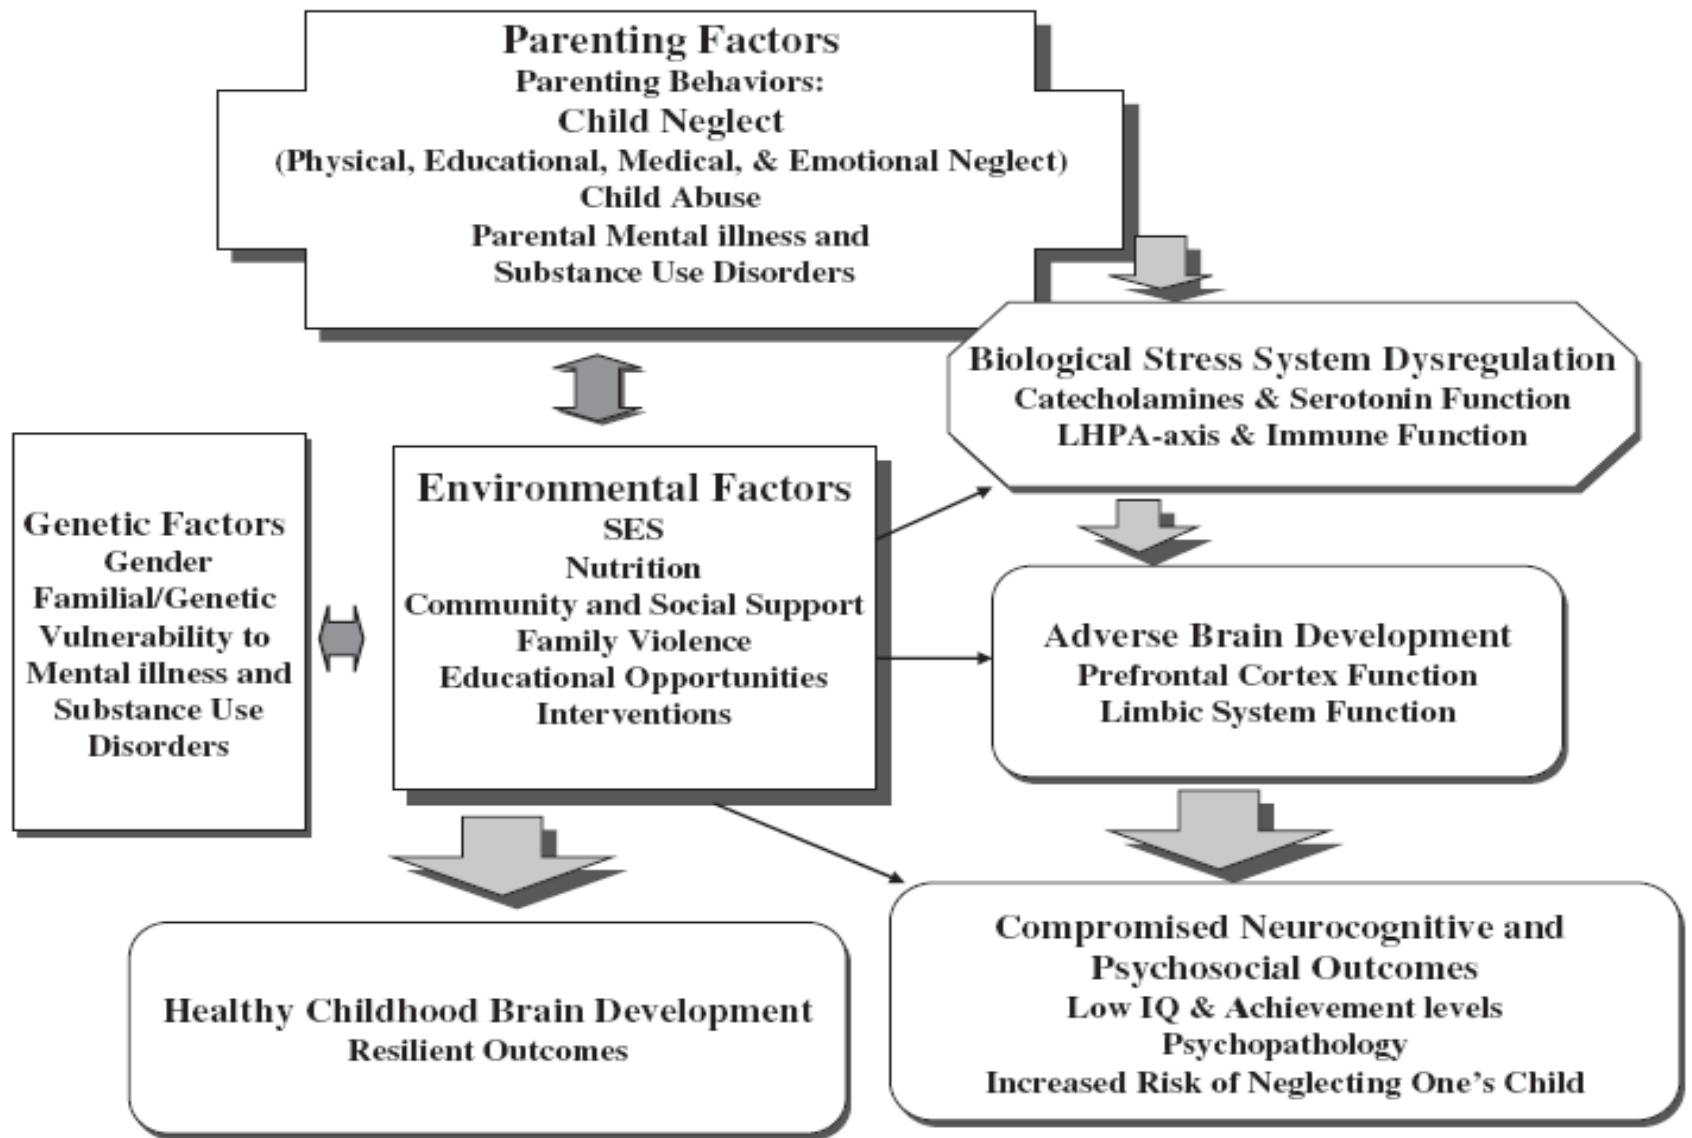 Parenting Factors
Parenting Behaviors:
Child Neglect
(Physical, Educational, Medical, & Emotional Neglect)
Child Abuse
Parental Mental illness and
Substance Use Disorders
Biological Stress System Dysregulation
Catecholamines & Serotonin Function
LHPA-axis & Immune Function
Genetic Factors
Gender
Familial/Genetic
Vulnerability to
Mental illness and
Substance Use
Disorders
Environmental Factors
SES
Nutrition
Community and Social Support
Family Violence
Educational Opportunities
Interventions
Adverse Brain Development
Prefrontal Cortex Function
Limbic System Function
Healthy Childhood Brain Development
Resilient Outcomes
Compromised Neurocognitive and
Psychosocial Outcomes
Low IQ & Achievement levels
Psychopathology
Increased Risk of Neglecting One's Child